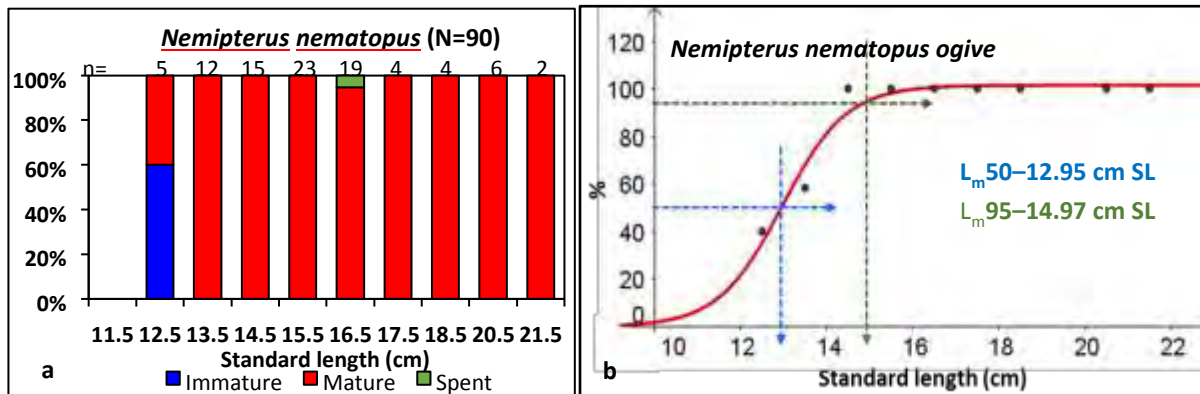 Nemipterus nematopus (N=90)
n= 5 12 15 23 19 4 4 6 2
100%
80%
60%
40%
20%
0%
11.5 12.5 13.5 14.5 15.5 16.5 17.5 18.5 20.5 21.5
Standard length (cm)
a
Immature Mature Spent
Nemipterus nematopus ogive
120
100
80
60
40
20
0
%
L_m50–12.95 cm SL
L_m95–14.97 cm SL
10 12 14 16 18 20 22
b
Standard length (cm)